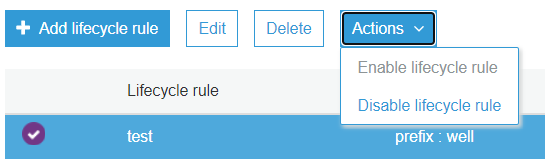 Add lifecycle rule Edit Delete Actions
Enable lifecycle rule
Lifecycle rule
Disable lifecycle rule
test prefix : well